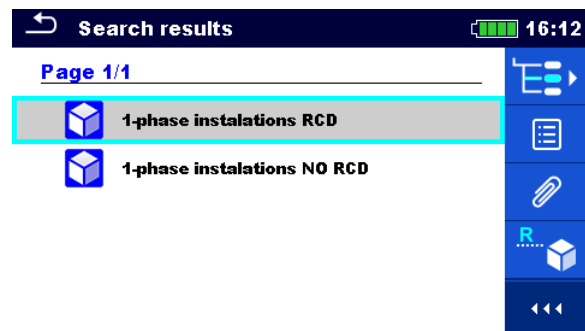 Search results
16:12
Page 1/1
1-phase instalations RCD
1-phase instalations NO RCD
R